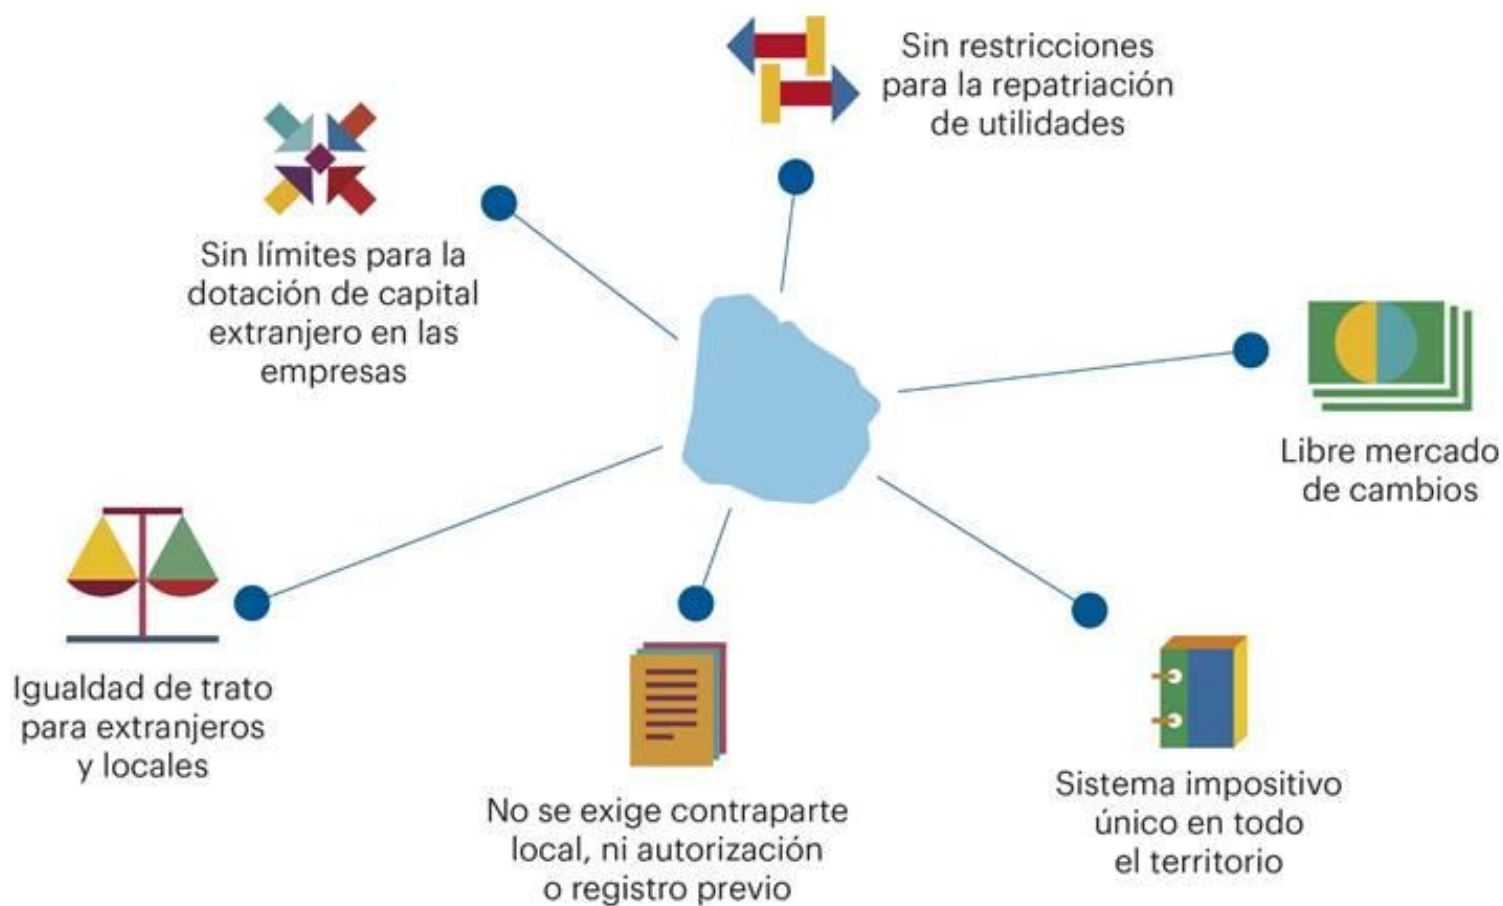 Sin restricciones
para la repatriación
de utilidades
Sin límites para la
dotación de capital
extranjero en las
empresas
Libre mercado
de cambios
Igualdad de trato
para extranjeros
y locales
No se exige contraparte
local, ni autorización
o registro previo
Sistema impositivo
único en todo
el territorio